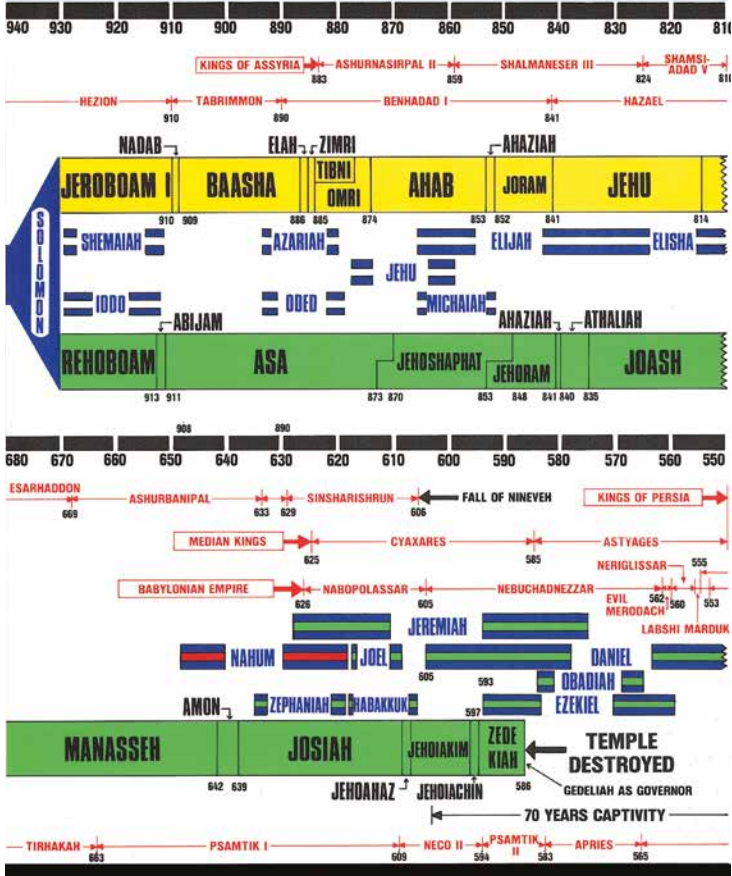 940 930 920 910 900 890 880 870 860 850 840 830 820 810
KINGS OF ASSYRIA ASHURNASIRPAL II SHALMANESER III SHAMSI-
ADAD V
883 859 824 810
HEZION TABRIMMON BENHADAD I HAZAEL
910 890 841
NADAB ELAH ZIMRI AHAZIAH
JEROBOAM I BAASHA TIBNI OMRI AHAB JORAM JEHU
910 909 886 885 874 853 852 841 814
SOLOMON
SHEMAIAH AZARIAH ELIJAH ELISHA
JEHU
IDDO ODED MICHAIAH
ABIJAM AHAZIAH ATHALIAH
REHOBOAM ASA JEHOSHAPHAT JEHORAM JOASH
913 911 873 870 853 848 841 840 835
908 890
680 670 660 650 640 630 620 610 600 590 580 570 560 550
ESARHADDON ASHURBANIPAL SINSHARISHRUN FALL OF NINEVEH KINGS OF PERSIA
669 633 629 606
MEDIAN KINGS CYAXARES ASTYAGES
625 585
NERIGLISSAR 555
BABYLONIAN EMPIRE NABOPOLASSAR NEBUCHADNEZZAR
626 605 562 560 553
EVIL
MERODACH
LABSHI MARDUK
JEREMIAH
NAHUM JOEL DANIEL
605 593
OBADIAH
ZEPHANIAH HABAKKUK EZEKIEL
AMON 597
MANASSEH JOSIAH JEHOIAKIM ZEDE
KIAH
TEMPLE
DESTROYED
642 639 586
JEHOAHAZ JEHOIACHIN GEDELIAH AS GOVERNOR
70 YEARS CAPTIVITY
TIRHAKAH PSAMTIK I NECO II PSAMTIK
II APRIES
663 609 594 583 565